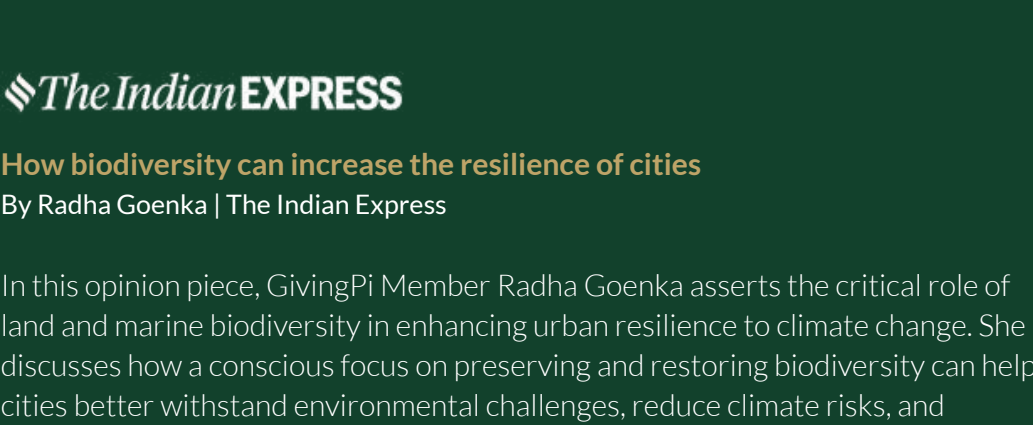 The Indian EXPRESS
How biodiversity can increase the resilience of cities
By Radha Goenka | The Indian Express
In this opinion piece, GivingPi Member Radha Goenka asserts the critical role of
land and marine biodiversity in enhancing urban resilience to climate change. She
discusses how a conscious focus on preserving and restoring biodiversity can help
cities better withstand environmental challenges, reduce climate risks, and